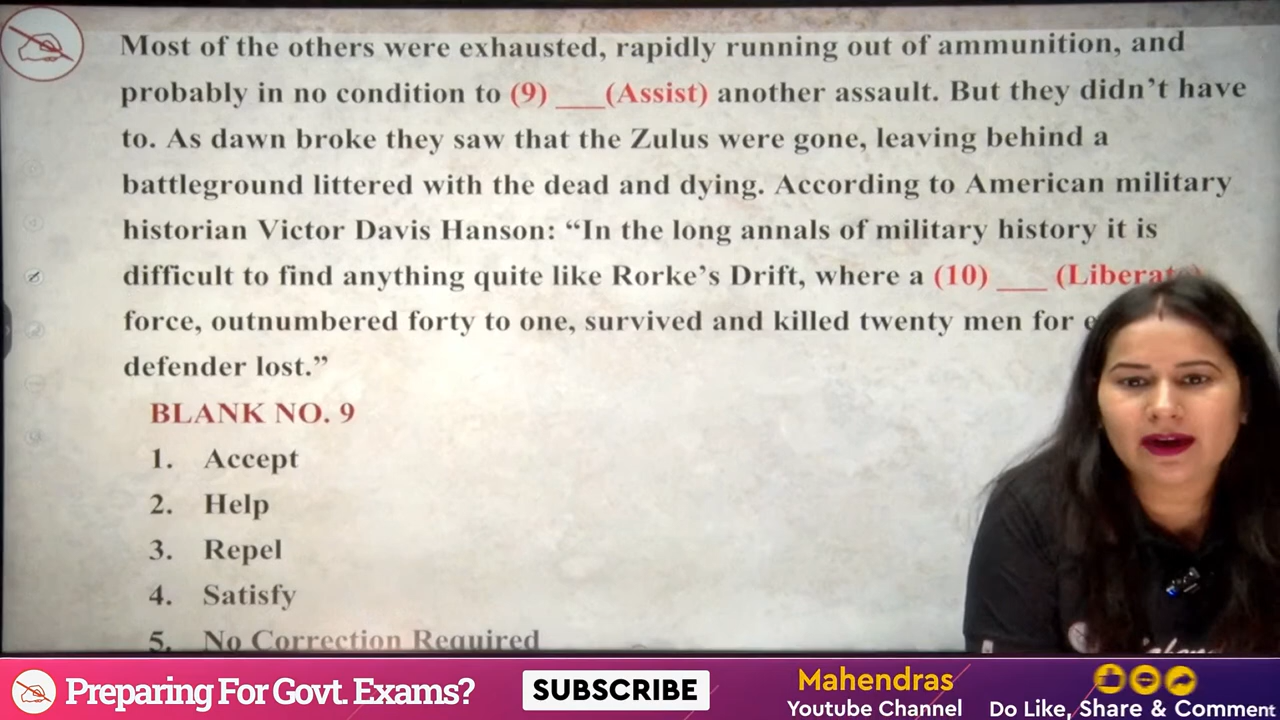 Most of the others were exhausted, rapidly running out of ammunition, and
probably in no condition to (9) ___(Assist) another assault. But they didn't have
to. As dawn broke they saw that the Zulus were gone, leaving behind a
battleground littered with the dead and dying. According to American military
historian Victor Davis Hanson: “In the long annals of military history it is
difficult to find anything quite like Rorke's Drift, where a (10) ___
force, outnumbered forty to one, survived and killed twenty men for
defender lost.”
BLANK NO. 9
1. Accept
2. Help
3. Repel
4. Satisfy
5. No Correction Required
Preparing For Govt. Exams?
SUBSCRIBE
Mahendras
Youtube Channel
Do Like, Share & Comment